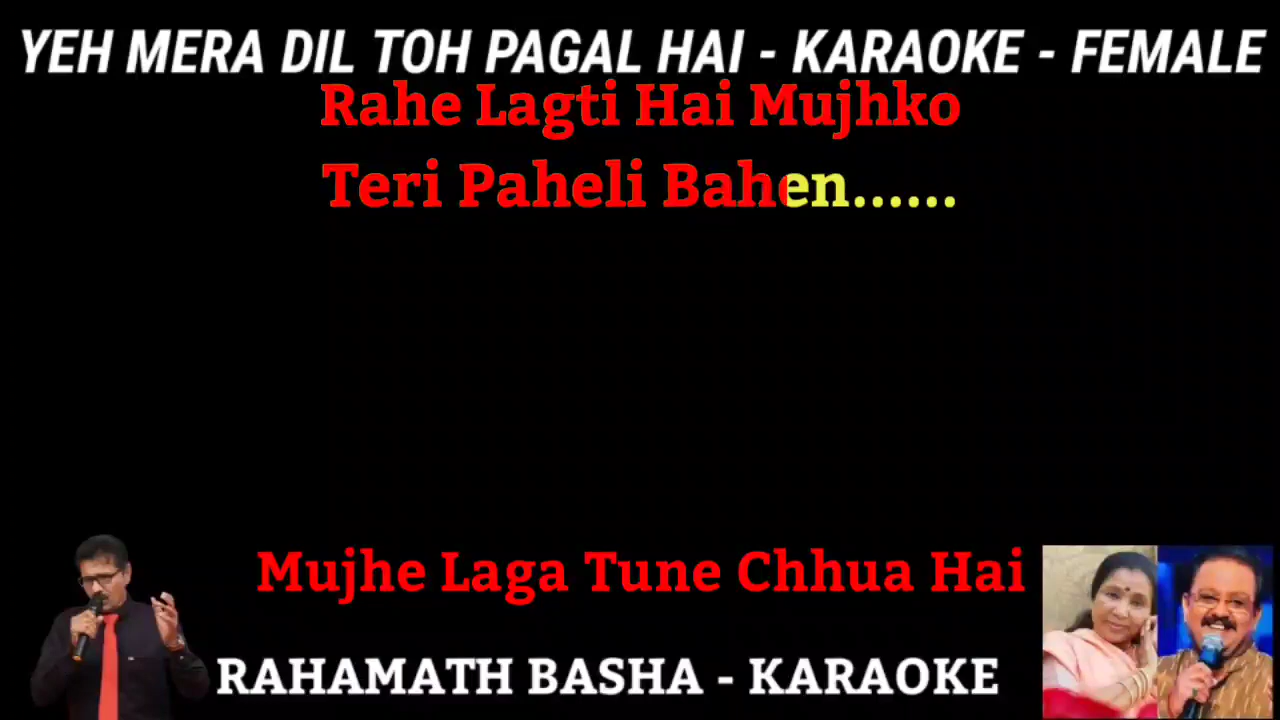 YEH MERA DIL TOH PAGAL HAI - KARAOKE - FEMALE
Rahe Lagti Hai Mujhko
Teri Paheli Bahen......
Mujhe Laga Tune Chhua Hai
RAHAMATH BASHA - KARAOKE